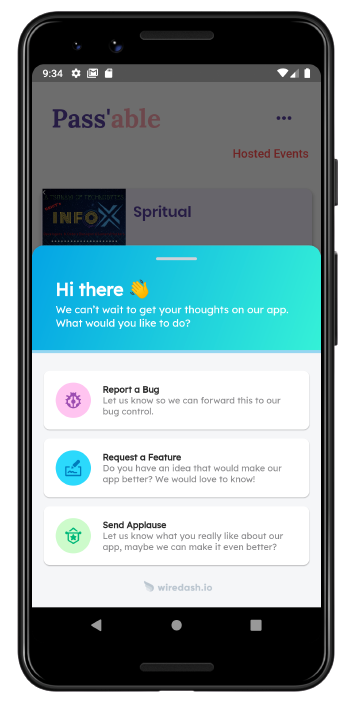 9:34
Pass'able
Hosted Events
INFOX
Spritual
Hi there 👋
We can't wait to get your thoughts on our app.
What would you like to do?
Report a Bug
Let us know so we can forward this to our
bug control.
Request a Feature
Do you have an idea that would make our
app better? We would love to know!
Send Applause
Let us know what you really like about our
app, maybe we can make it even better?
wiredash.io